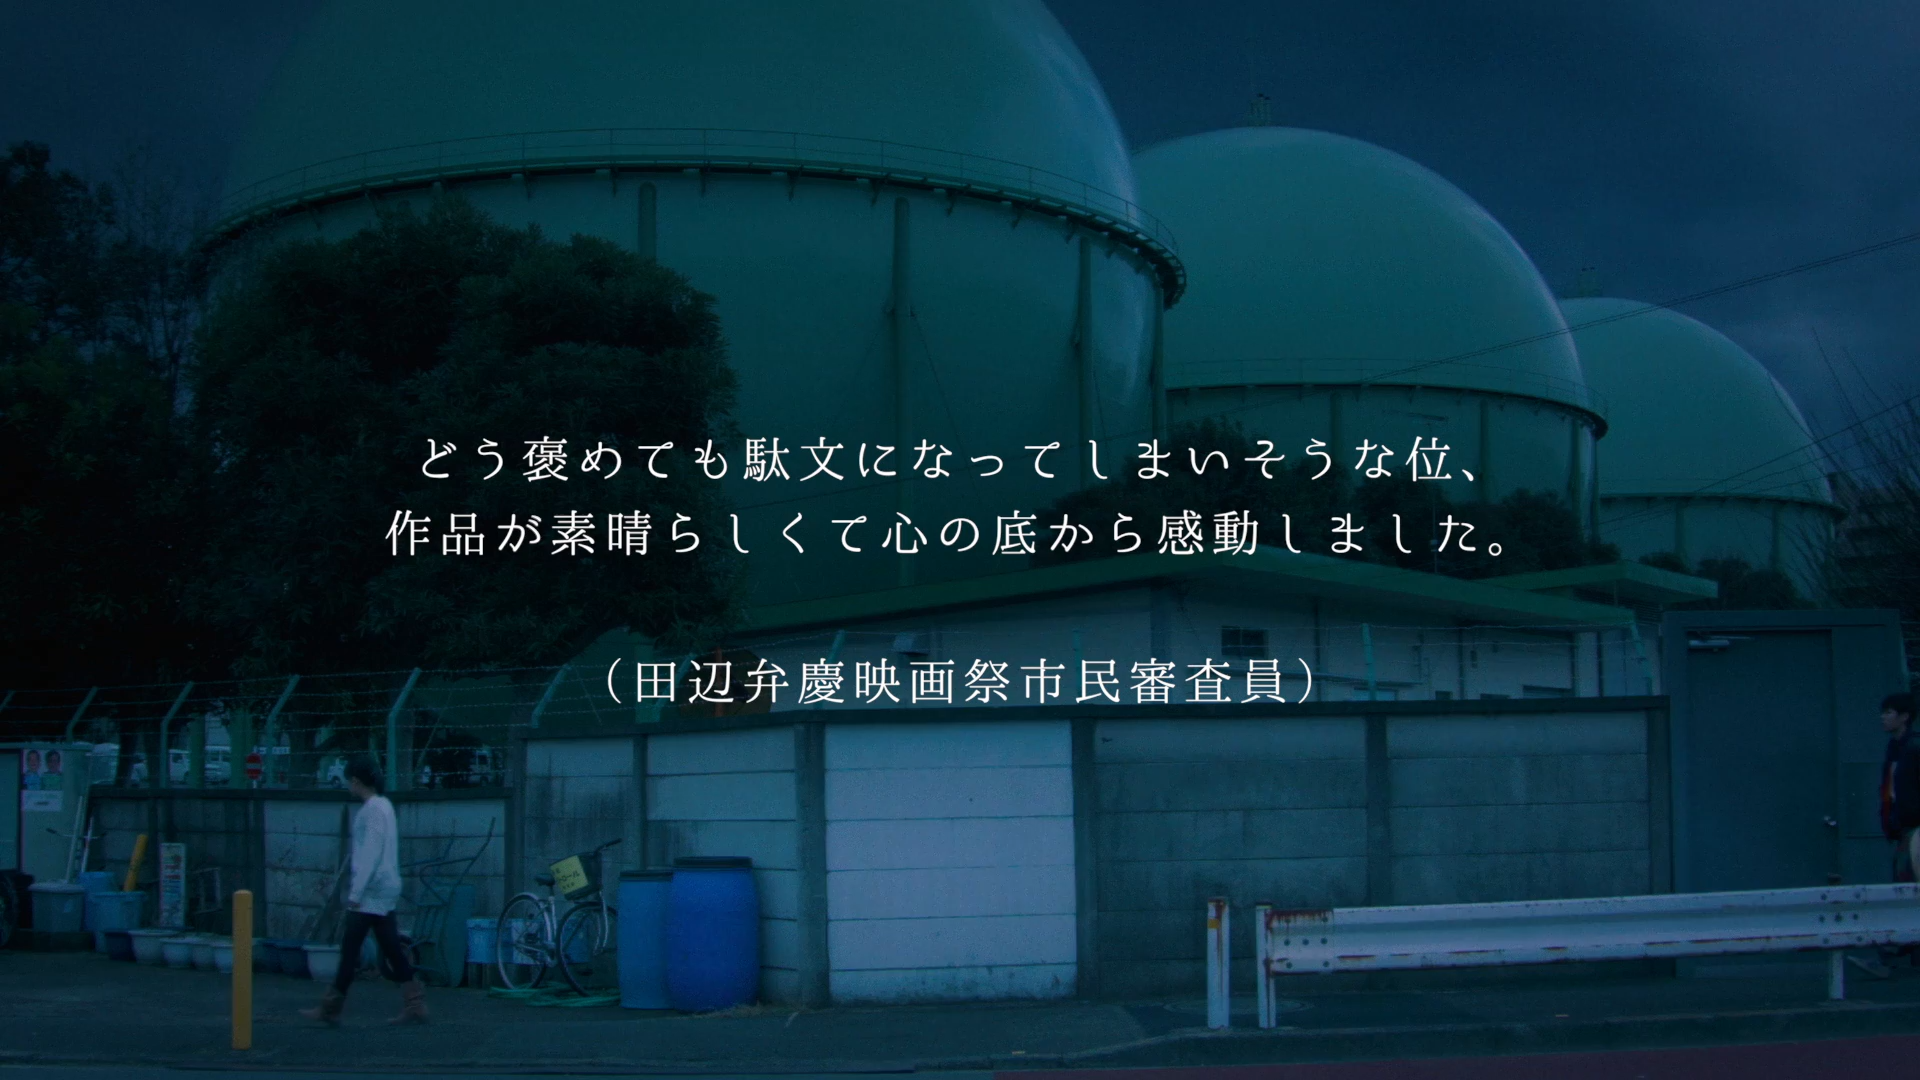 どう褒めても駄文になってしまいそうな位、
作品が素晴らしくて心の底から感動しました。
（田辺弁慶映画祭市民審査員）